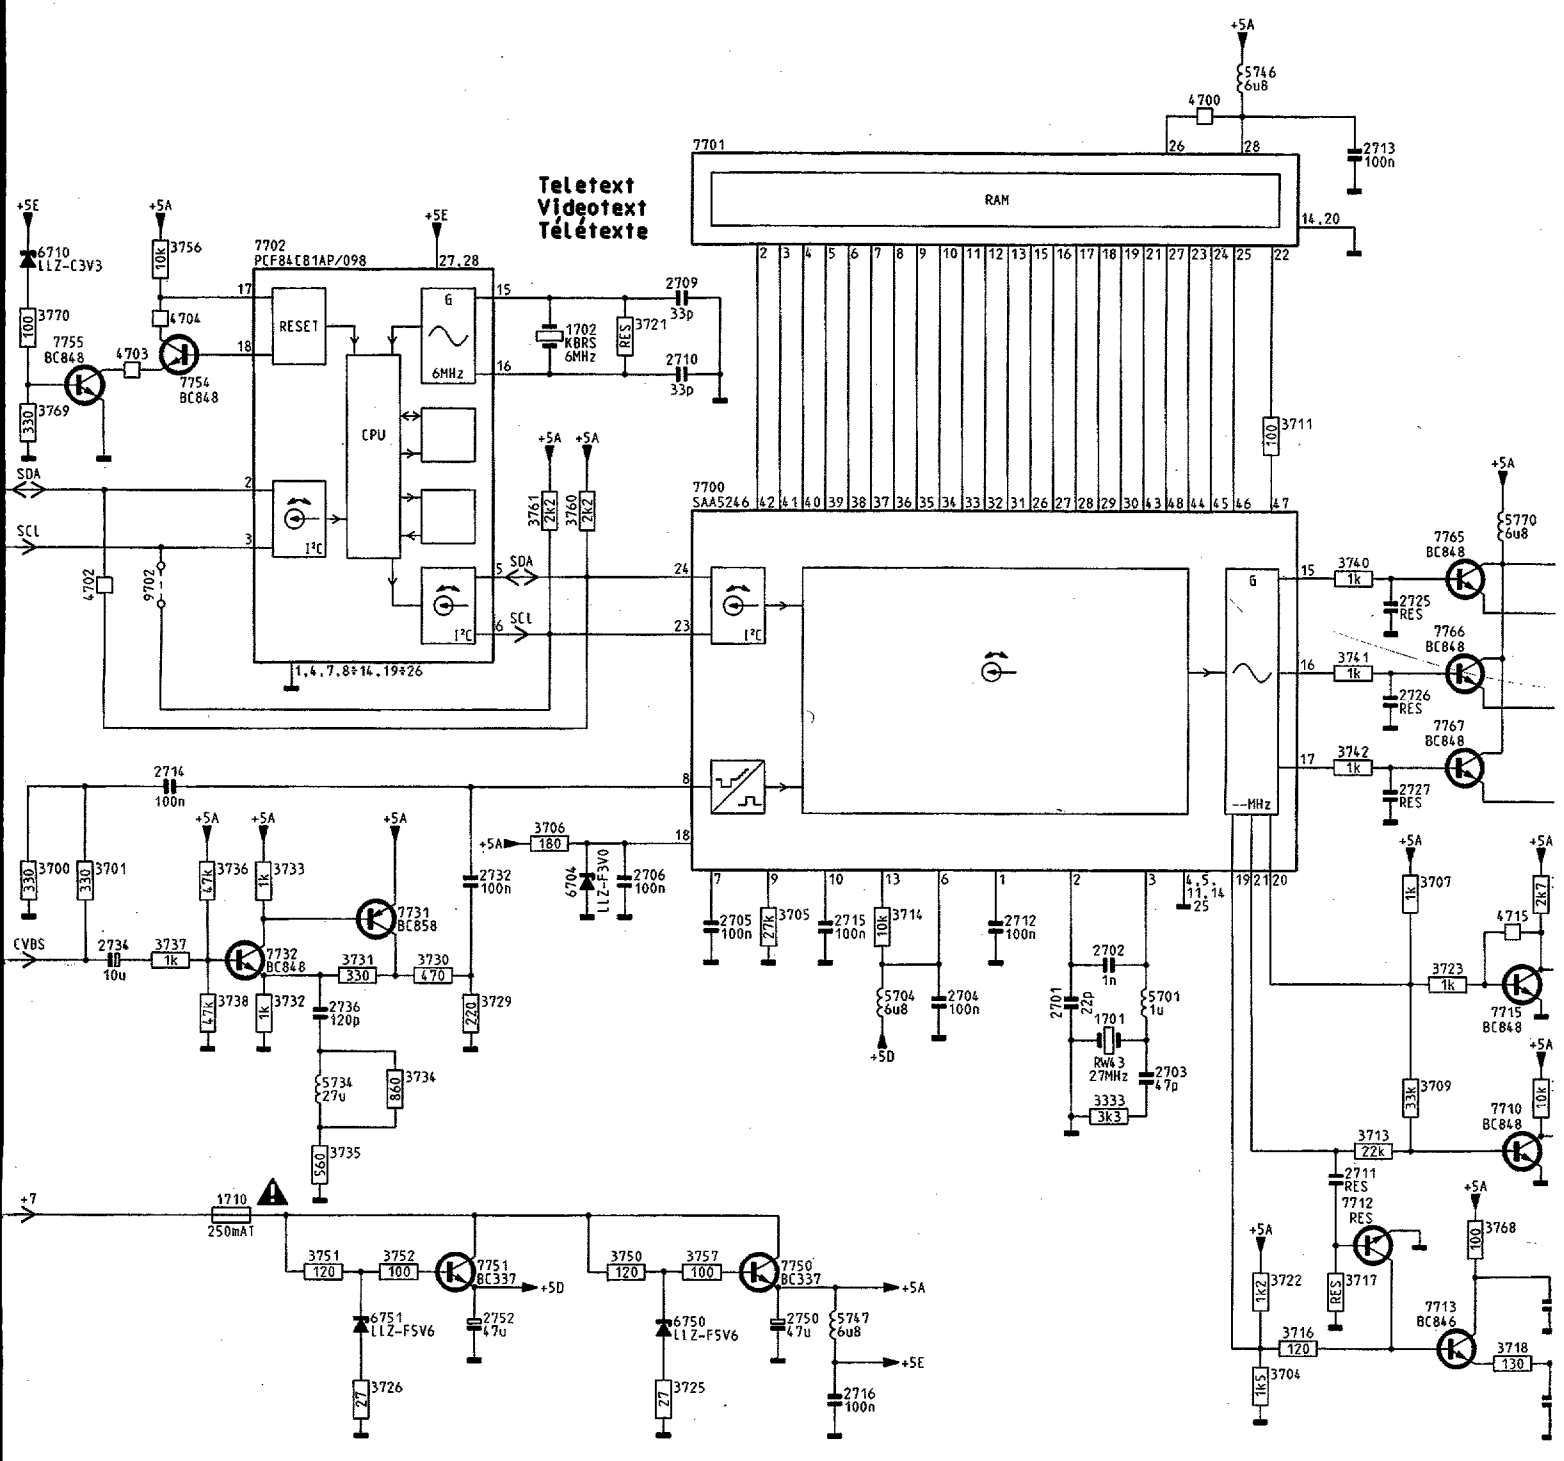 +5A
5746
6u8
4700
26
28
2713
100n
7701
RAM
14,20
Teletext
Videotext
Télétexte
+5E
+5A
+5E
6710
LLZ-C3V3
3756
10k
7702
PCF84C81AP/098
27,28
2 3 4 5 6 7 8 9 10 11 12 13 15 16 17 18 19 21 27 23 24 25 22
17
RESET
G
15
2709
33p
3770
100
4704
7755
BC848
4703
18
1702
KBRS
6MHz
3721
RES
2710
33p
7754
BC848
6MHz
16
3769
330
CPU
3711
100
+5A +5A
+5A
SDA
2
3761
2k2
3760
2k2
7700
SAA5246
42 41 40 39 38 37 36 35 34 33 32 31 26 27 28 29 30 43 48 44 45 46 47
5770
6u8
SCL
3
I²C
7765
BC848
4702
9702
5
SDA
24
G
15
3740
1k
2725
RES
6
SCL
23
I²C
I²C
7766
BC848
1,4,7,8÷14,19÷26
16
3741
1k
2726
RES
7767
BC848
2714
100n
8
17
3742
1k
2727
RES
--MHz
+5A
+5A
+5A
+5A
3706
180
18
+5A
+5A
3700
330
3701
330
3736
47k
3733
1k
2732
100n
6704
LLZ-F3V0
2706
100n
7 9 10 13 6 1 2 3
4,5,
11,14
25
19 21 20
3707
1k
2k7
7731
BC858
2705
100n
3705
27k
2715
100n
3714
10k
2712
100n
4715
CVBS
2734
10u
3737
1k
7732
BC848
3731
330
3730
470
2702
1n
3723
1k
3738
47k
3732
1k
2736
120p
3729
220
5704
6u8
2704
100n
2701
22p
5701
1u
7715
BC848
1701
RW43
27MHz
+5D
2703
47p
+5A
5734
27u
3734
860
3333
3k3
3709
33k
10k
7710
BC848
3735
560
3713
22k
2711
RES
+7
1710
250mAT
7712
RES
+5A
3768
100
+5A
3751
120
3752
100
7751
BC337
+5D
3750
120
3757
100
7750
BC337
+5A
3722
1k2
3717
RES
6751
LLZ-F5V6
2752
47u
6750
LLZ-F5V6
2750
47u
5747
6u8
7713
BC846
3716
120
+5E
3718
130
3726
27
3725
27
2716
100n
3704
1k5